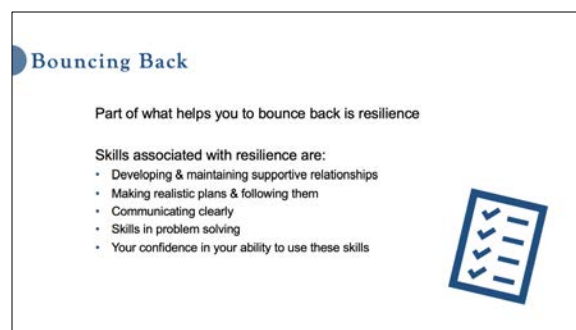 Bouncing Back
Part of what helps you to bounce back is resilience
Skills associated with resilience are:
• Developing & maintaining supportive relationships
• Making realistic plans & following them
• Communicating clearly
• Skills in problem solving
• Your confidence in your ability to use these skills